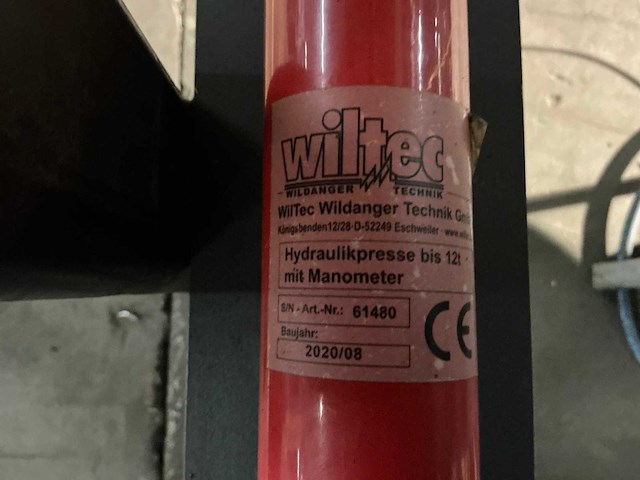 wiltec
WILDANGER TECHNIK
WilTec Wildanger Technik
Königsbenden12/28·D-52249 Eschweiler
Hydraulikpresse bis 12t
mit Manometer
S/N - Art.-Nr.: 61480
Baujahr:
2020/08
CE